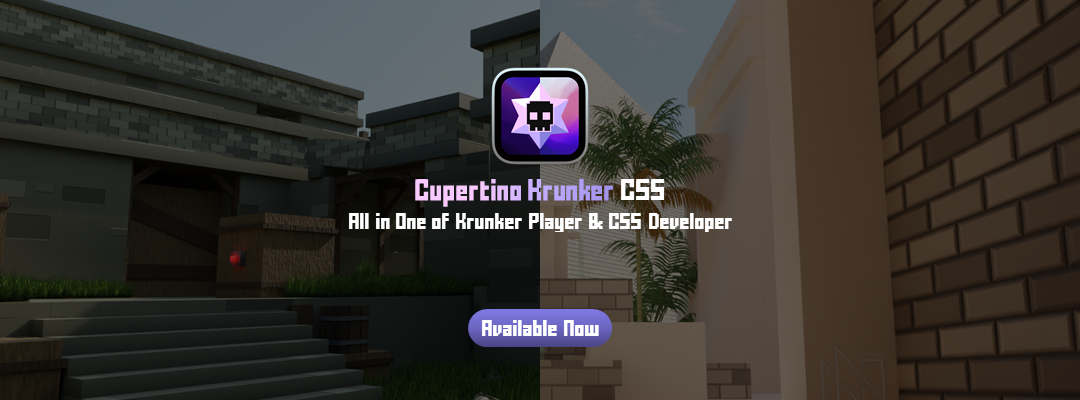 Cupertino Krunker CSS
All in One of Krunker Player & CSS Developer
Available Now